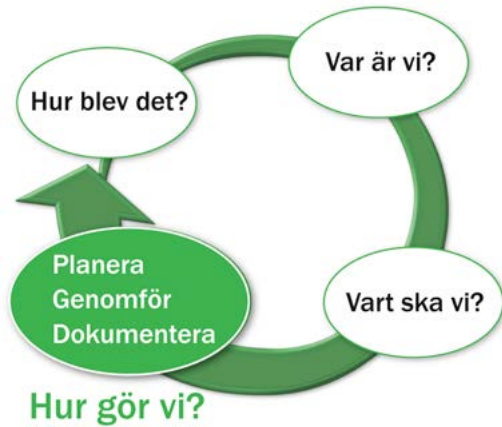 Var är vi?
Hur blev det?
Vart ska vi?
Planera
Genomför
Dokumentera
Hur gör vi?